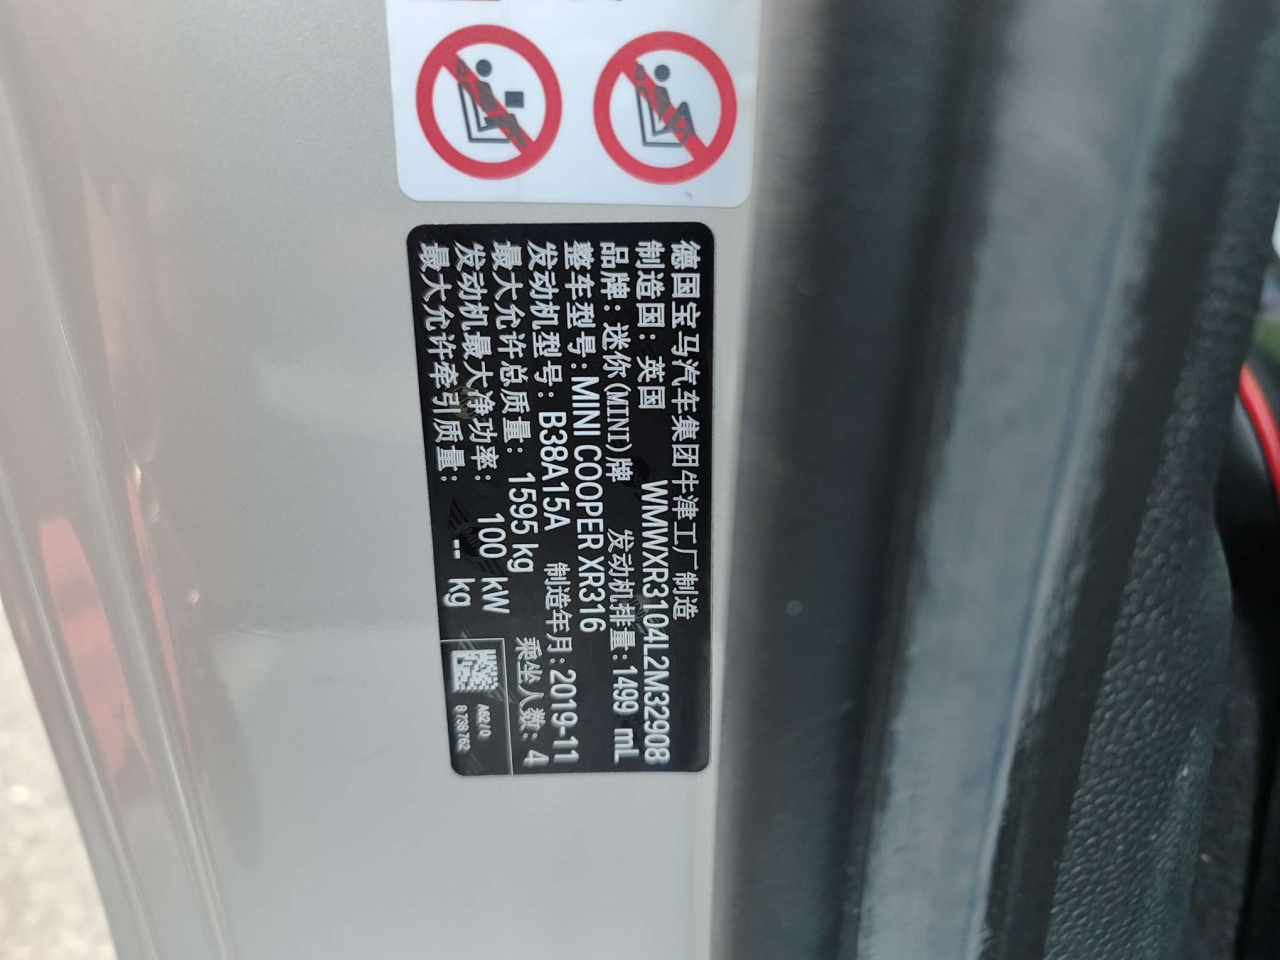 德国宝马汽车集团牛津工厂制造
制造国: 英国 WMWXR3104L2M32908
品牌: 迷你(MINI)牌 发动机排量: 1499 mL
整车型号: MINI COOPER XR316
发动机型号: B38A15A 制造年月: 2019-11
最大允许总质量: 1595 kg 乘坐人数: 4
发动机最大净功率: 100 kW
最大允许牵引质量: -- kg
A62/0
8738762